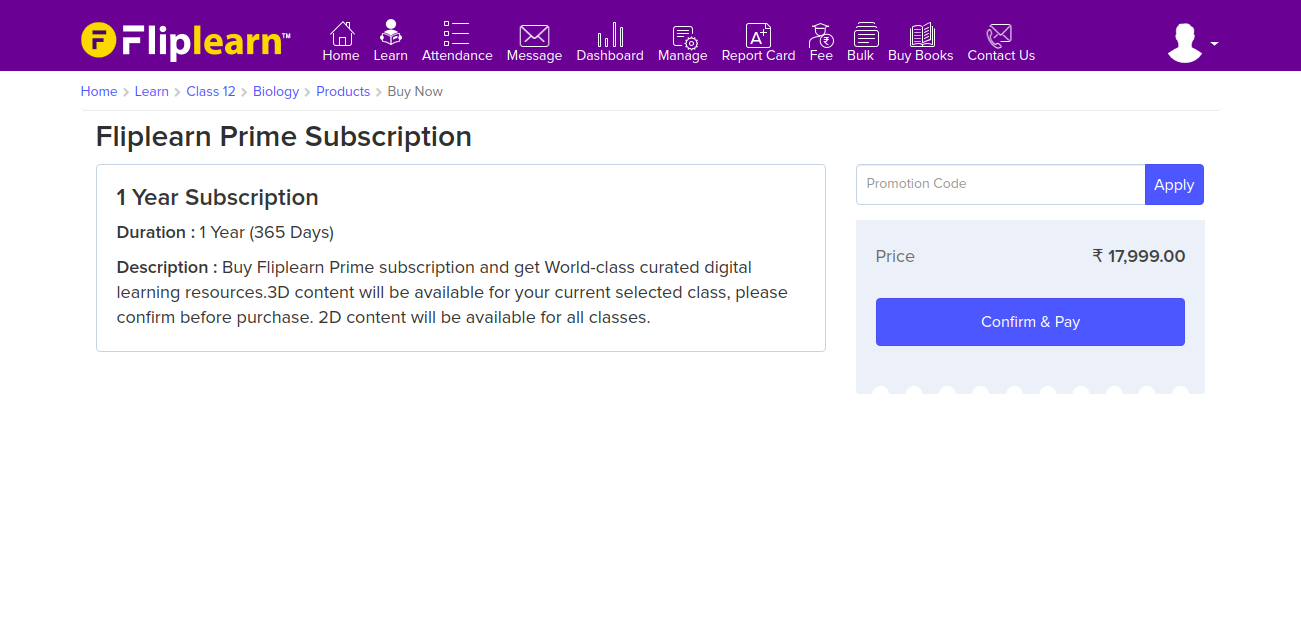 Fliplearn™
Home Learn Attendance Message Dashboard Manage Report Card Fee Bulk Buy Books Contact Us
Home Learn Class 12 Biology Products Buy Now
Fliplearn Prime Subscription
1 Year Subscription
Duration : 1 Year (365 Days)
Description : Buy Fliplearn Prime subscription and get World-class curated digital
learning resources.3D content will be available for your current selected class, please
confirm before purchase. 2D content will be available for all classes.
Promotion Code Apply
Price ₹ 17,999.00
Confirm & Pay